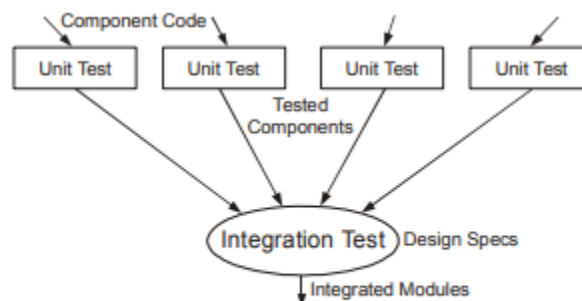 Component Code
Unit Test
Unit Test
Unit Test
Unit Test
Tested
Components
Integration Test
Design Specs
Integrated Modules